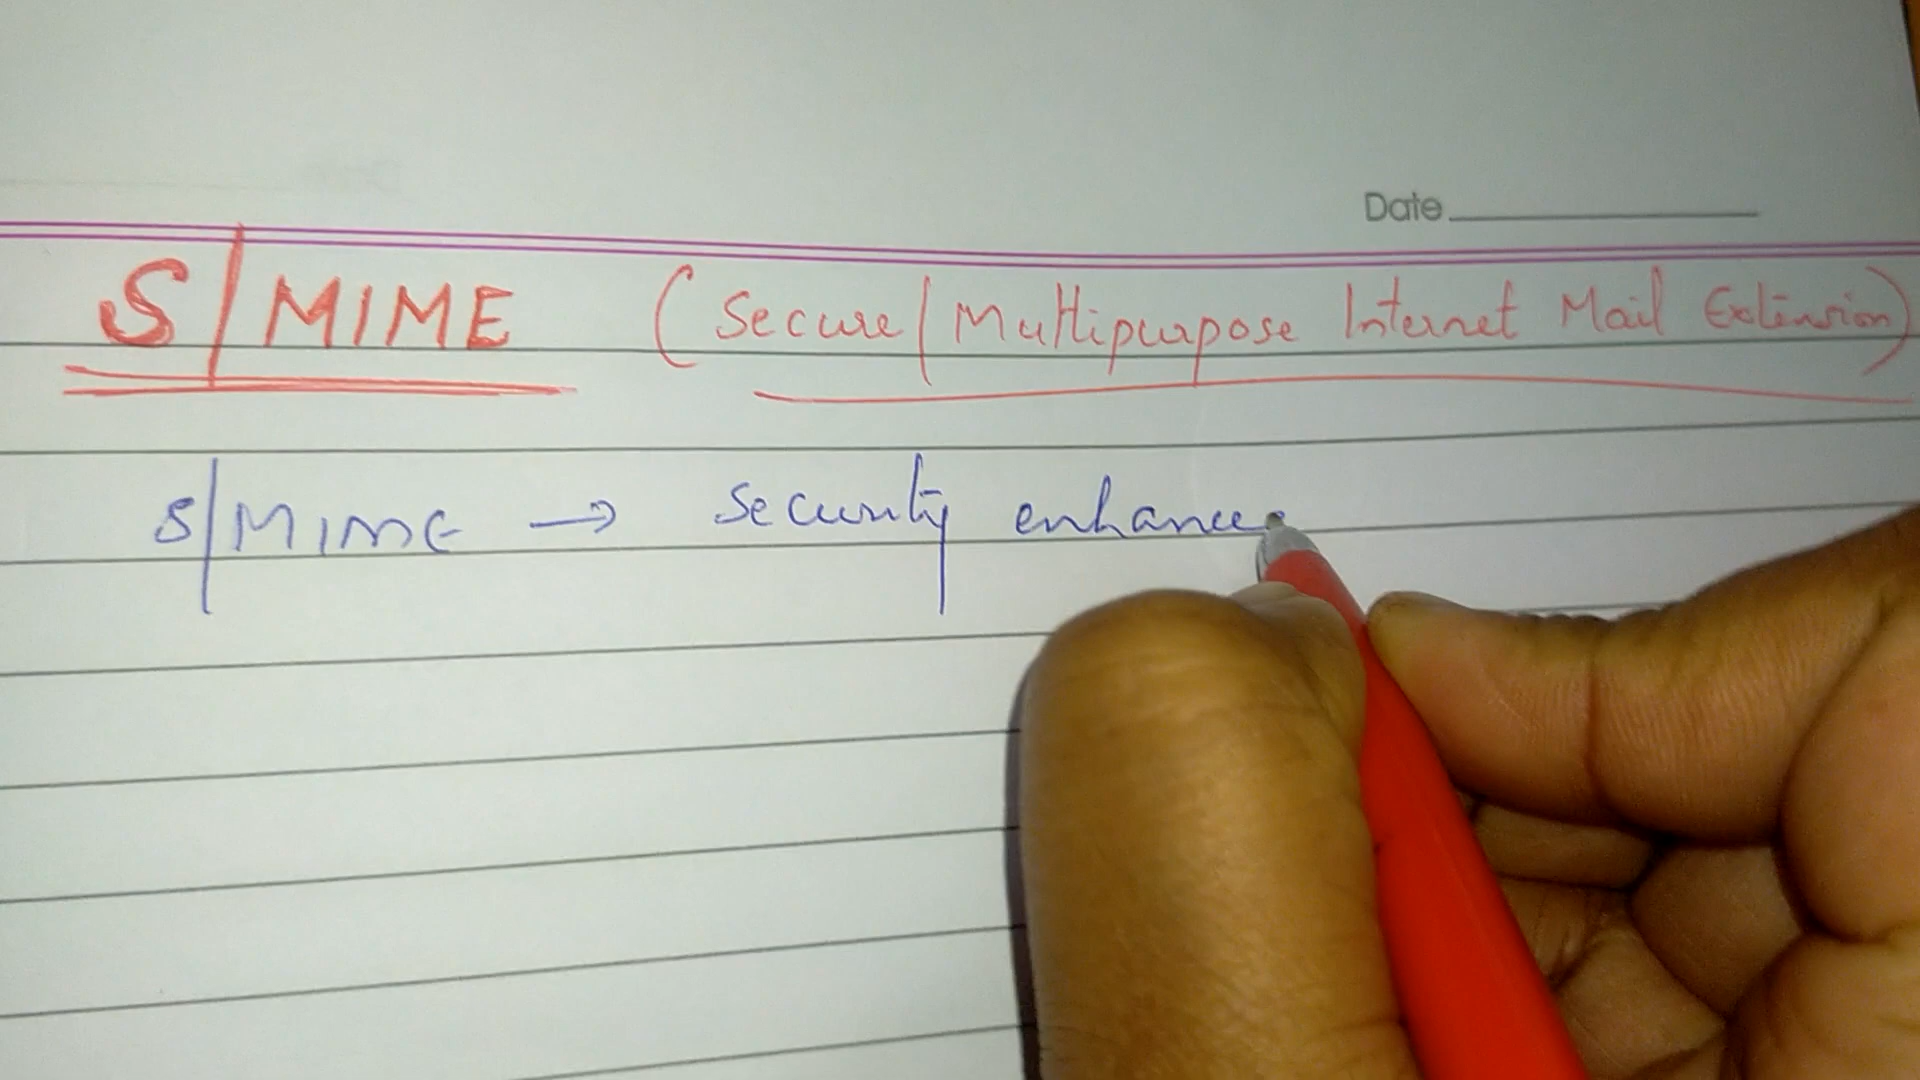 Date
S/MIME (Secure/Multipurpose Internet Mail Extension)
S/MIME → Security enhance